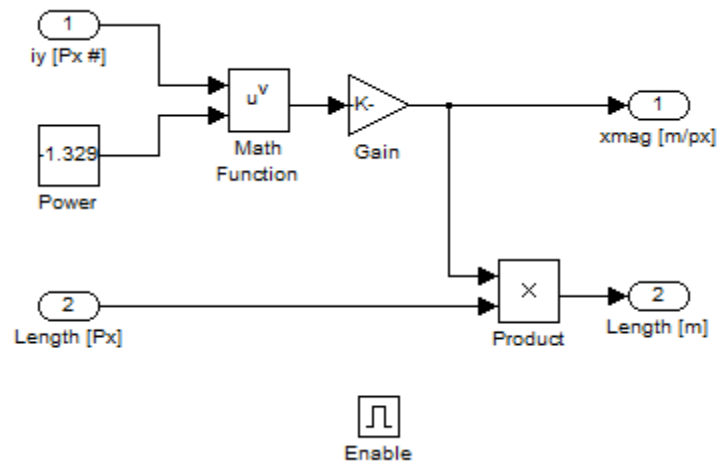 1
iy [Px #]
-1.329
Power
u^v
Math
Function
-K-
Gain
1
xmag [m/px]
2
Length [Px]
×
Product
2
Length [m]
Enable